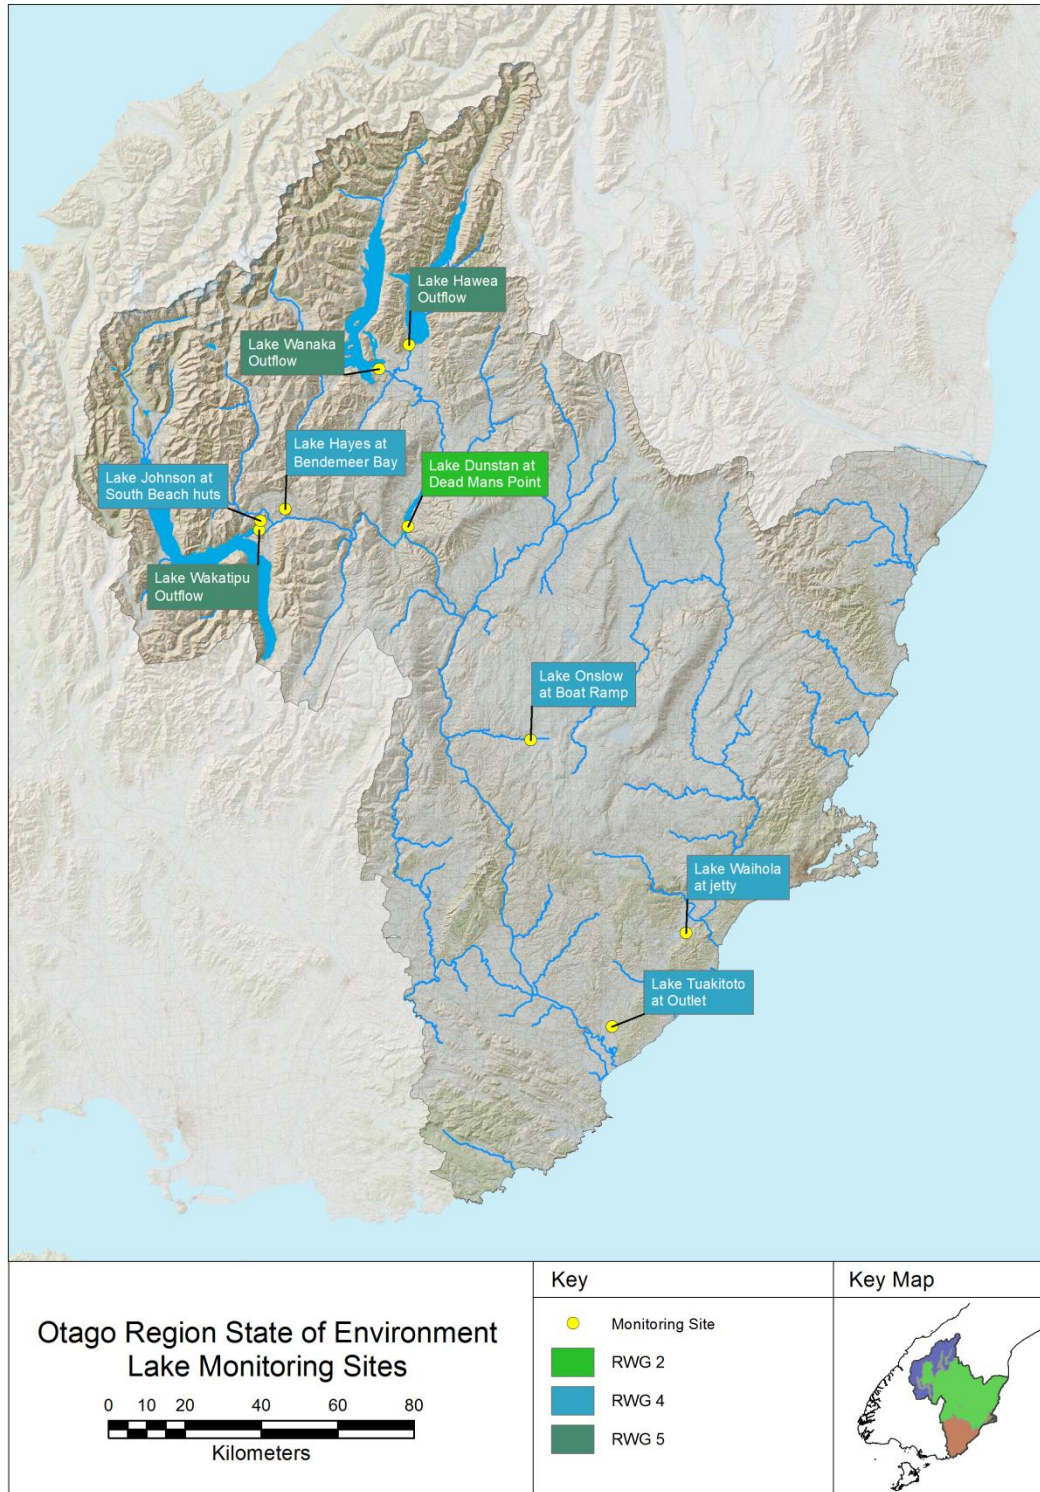 Lake Hawea
Outflow
Lake Wanaka
Outflow
Lake Hayes at
Bendemeer Bay
Lake Dunstan at
Dead Mans Point
Lake Johnson at
South Beach huts
Lake Wakatipu
Outflow
Lake Onslow
at Boat Ramp
Lake Waihola
at jetty
Lake Tuakitoto
at Outlet
Otago Region State of Environment
Lake Monitoring Sites
0 10 20 40 60 80
Kilometers
Key
Monitoring Site
RWG 2
RWG 4
RWG 5
Key Map